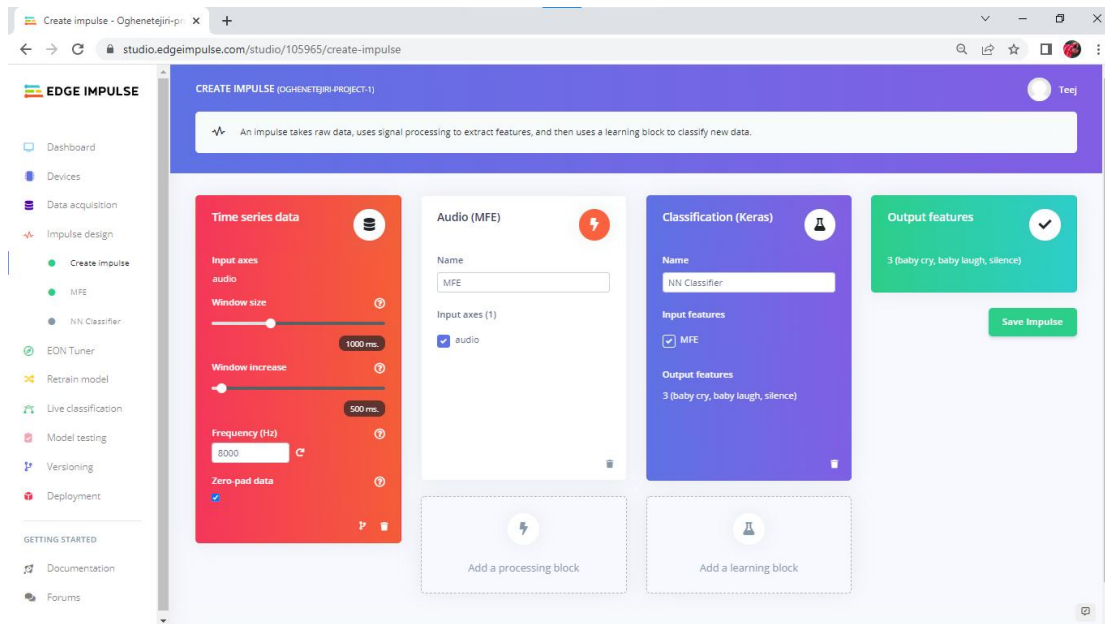 Create impulse - Oghenetejiri-pr
studio.edgeimpulse.com/studio/105965/create-impulse
EDGE IMPULSE
Dashboard
Devices
Data acquisition
Impulse design
Create impulse
MFE
NN Classifier
EON Tuner
Retrain model
Live classification
Model testing
Versioning
Deployment
GETTING STARTED
Documentation
Forums
CREATE IMPULSE (OGHENETEJIRI-PROJECT-1)
Teej
An impulse takes raw data, uses signal processing to extract features, and then uses a learning block to classify new data.
Time series data
Input axes
audio
Window size
1000 ms.
Window increase
500 ms.
Frequency (Hz)
8000
Zero-pad data
Audio (MFE)
Name
MFE
Input axes (1)
audio
Add a processing block
Classification (Keras)
Name
NN Classifier
Input features
MFE
Output features
3 (baby cry, baby laugh, silence)
Add a learning block
Output features
3 (baby cry, baby laugh, silence)
Save Impulse